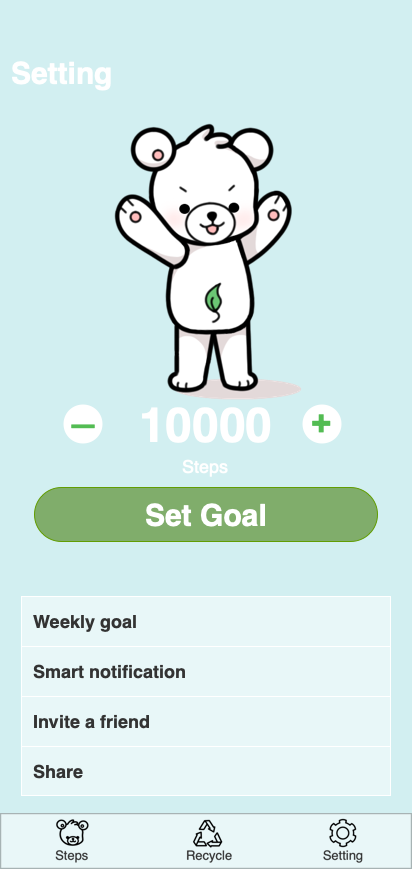 Setting
10000
Steps
Set Goal
Weekly goal
Smart notification
Invite a friend
Share
Steps Recycle Setting